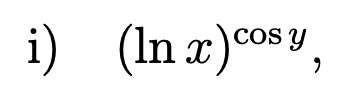 i) (ln x)^{cos y},